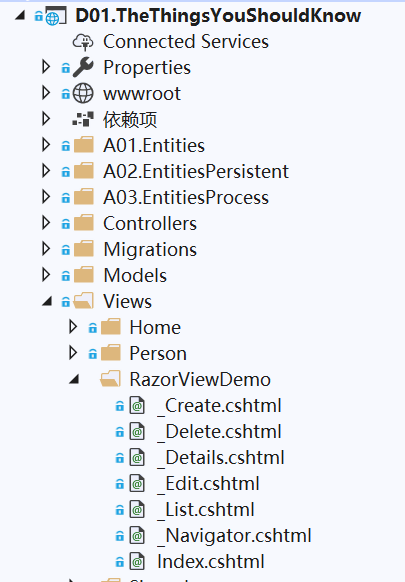 D01.TheThingsYouShouldKnow
Connected Services
Properties
wwwroot
依赖项
A01.Entities
A02.EntitiesPersistent
A03.EntitiesProcess
Controllers
Migrations
Models
Views
Home
Person
RazorViewDemo
_Create.cshtml
_Delete.cshtml
_Details.cshtml
_Edit.cshtml
_List.cshtml
_Navigator.cshtml
Index.cshtml